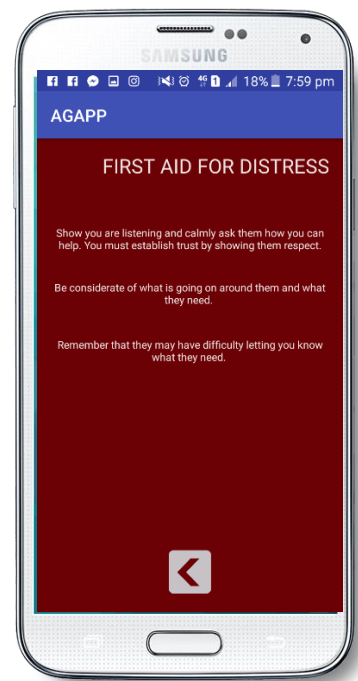 SAMSUNG
4G 1 18% 7:59 pm
AGAPP
FIRST AID FOR DISTRESS
Show you are listening and calmly ask them how you can
help. You must establish trust by showing them respect.
Be considerate of what is going on around them and what
they need.
Remember that they may have difficulty letting you know
what they need.